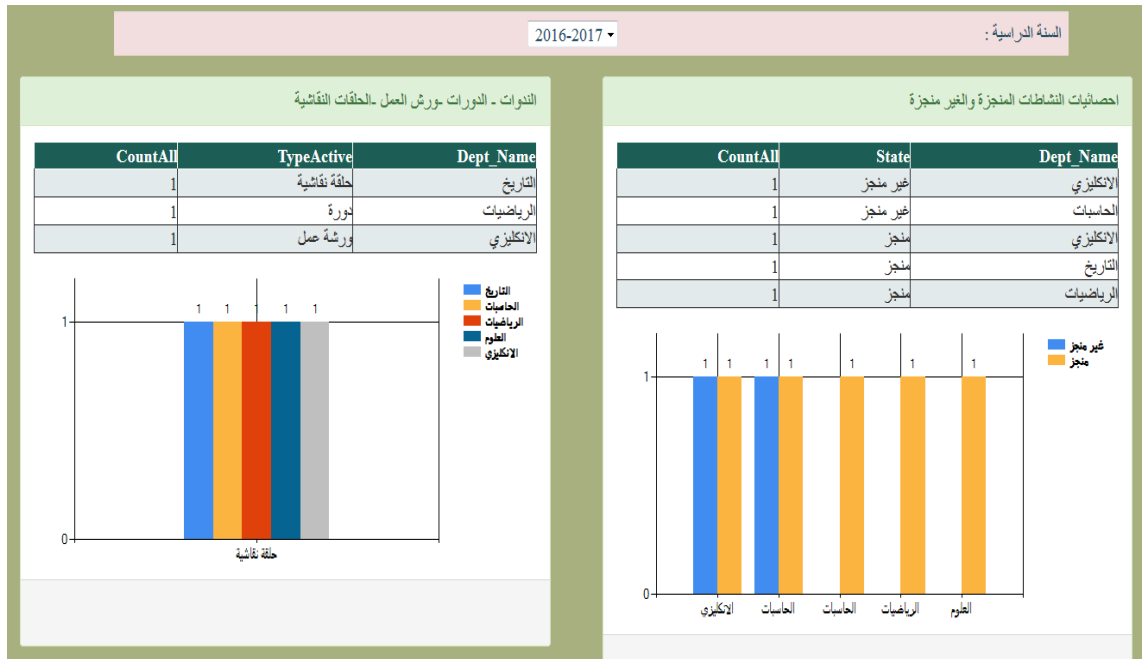 السنة الدراسية :
2016-2017
احصائيات النشاطات المنجزة والغير منجزة
Dept_Name State CountAll
الانكليزي غير منجز 1
الحاسبات غير منجز 1
الانكليزي منجز 1
التاريخ منجز 1
الرياضيات منجز 1
غير منجز
منجز
1 1 1 1 1 1 1
1
0
الانكليزي الحاسبات الحاسبات الرياضيات العلوم
الندوات - الدورات -ورش العمل -الحلقات النقاشية
Dept_Name TypeActive CountAll
التاريخ حلقة نقاشية 1
الرياضيات دورة 1
الانكليزي ورشة عمل 1
التاريخ
الحاسبات
الرياضيات
العلوم
الانكليزي
1 1 1 1 1
1
0
حلقة نقاشية